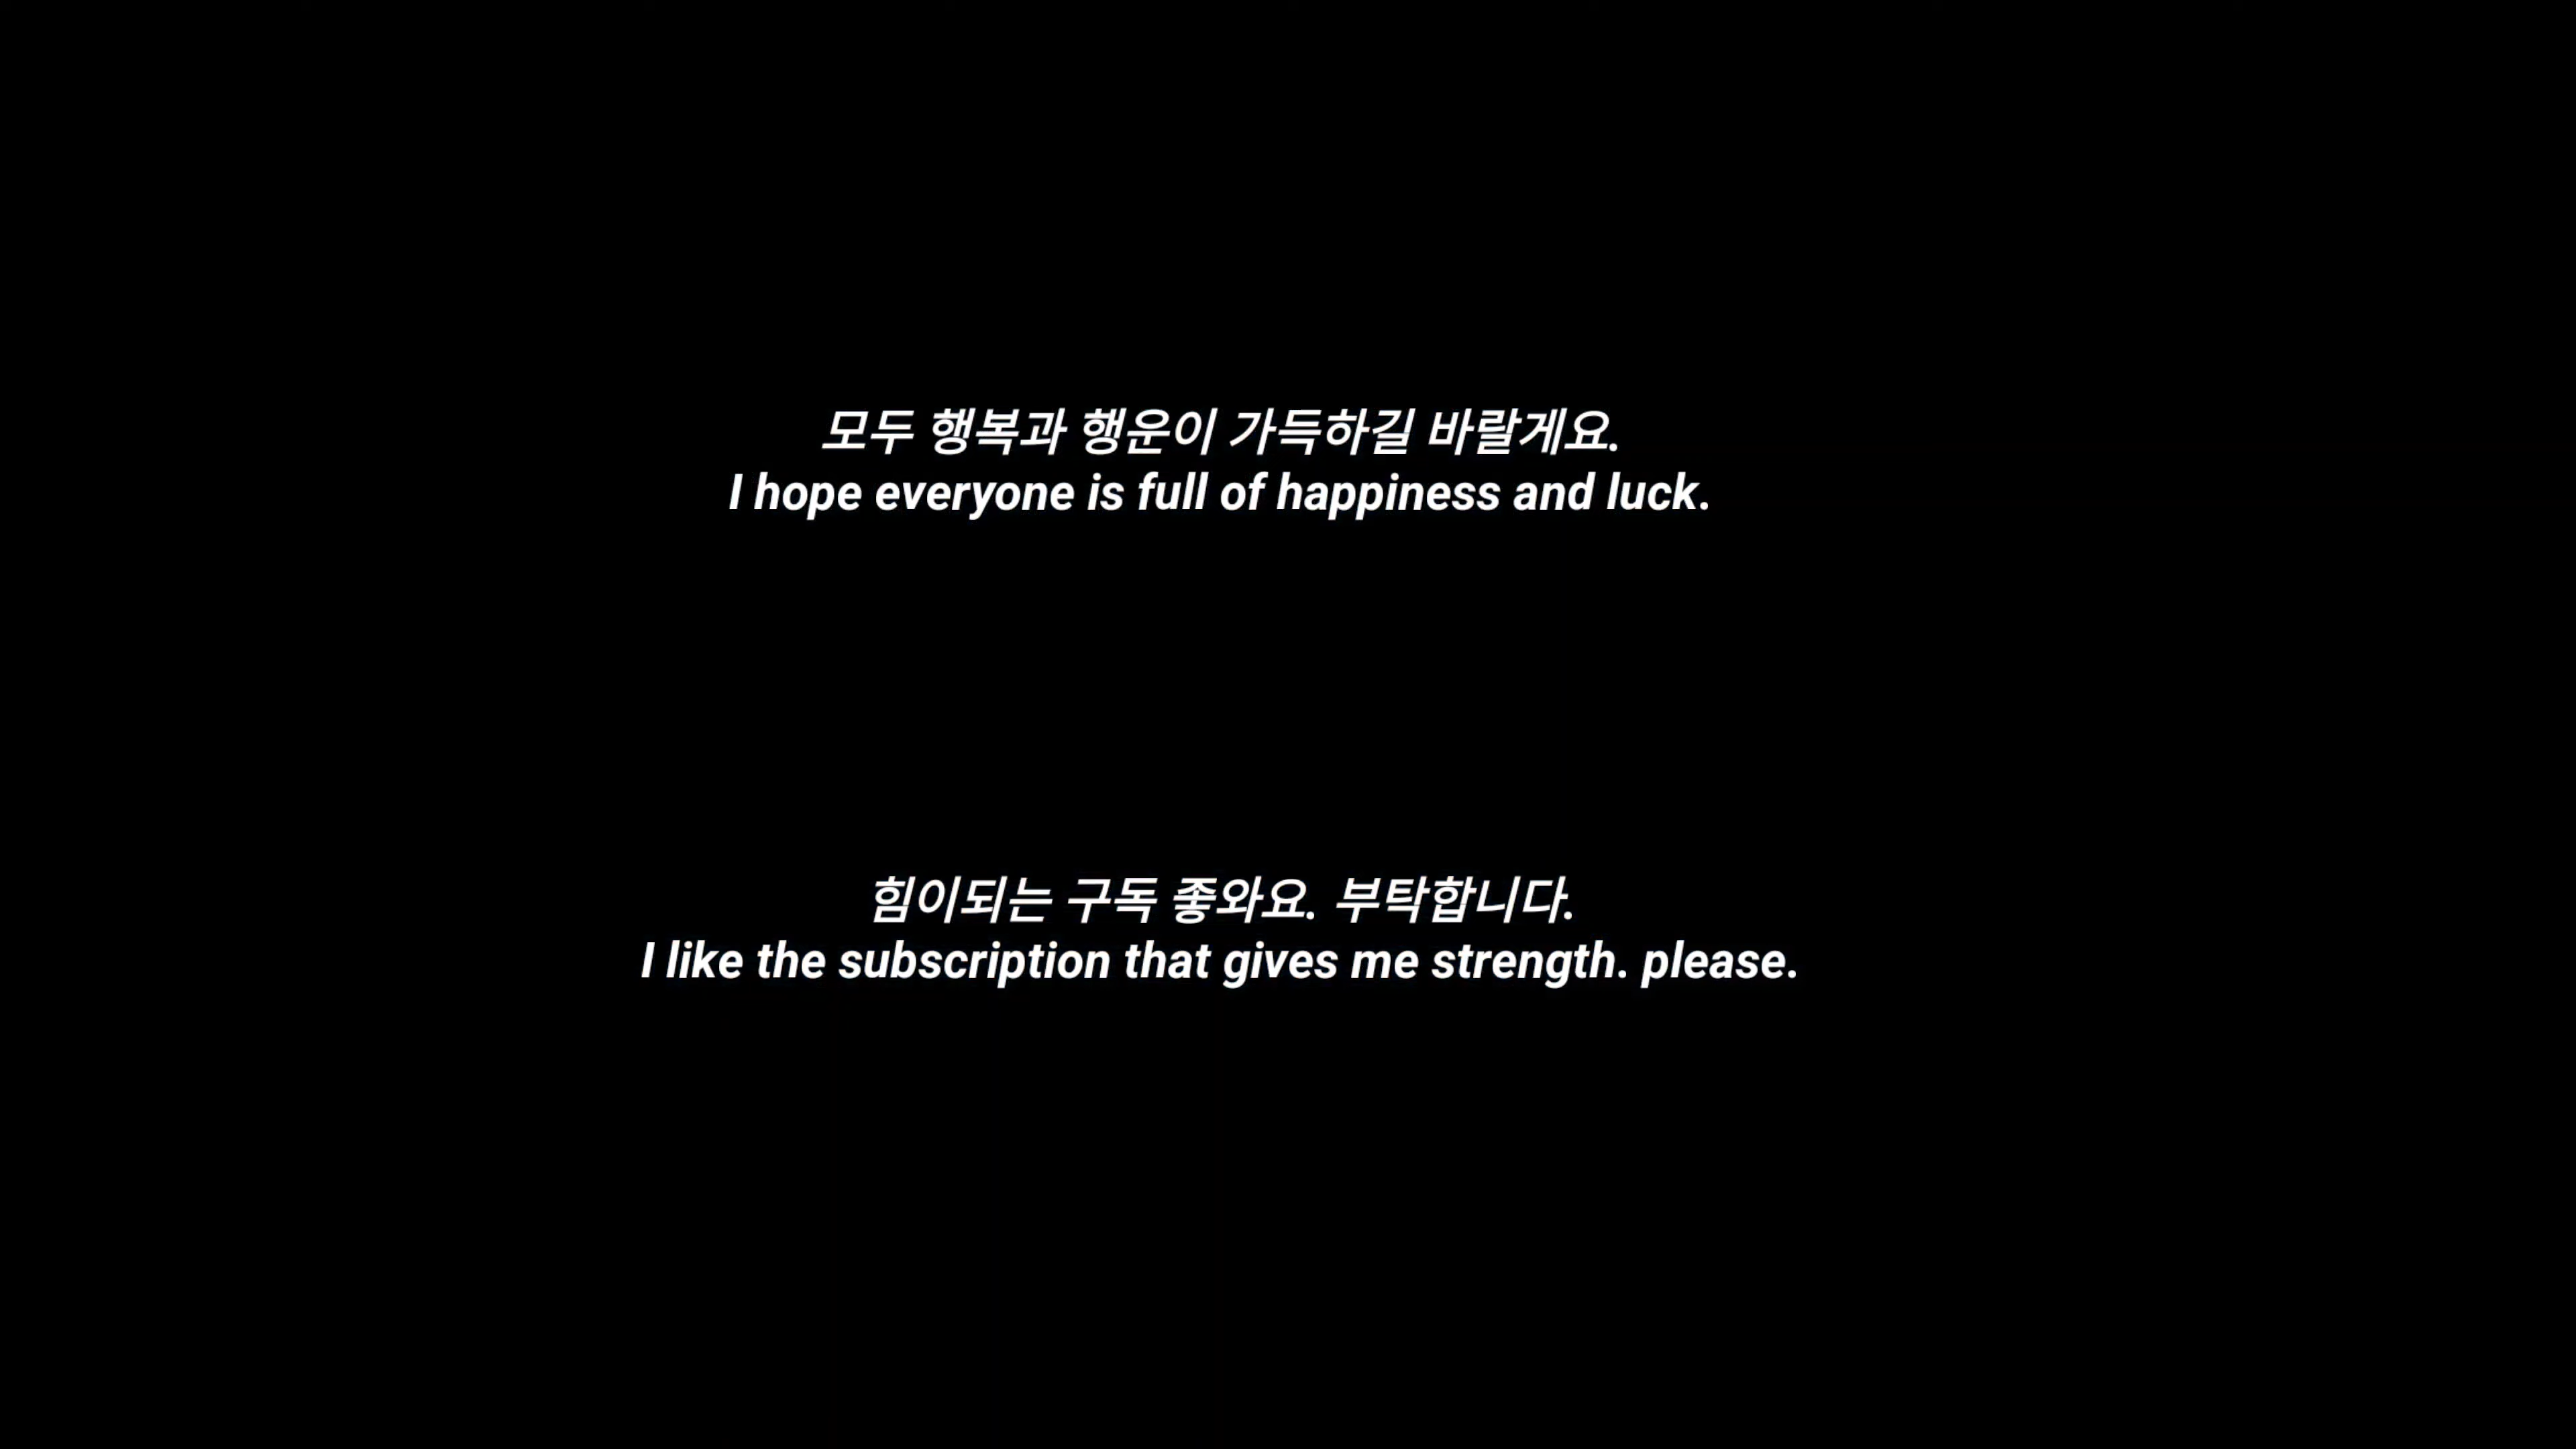 모두 행복과 행운이 가득하길 바랄게요.
I hope everyone is full of happiness and luck.
힘이되는 구독 좋와요. 부탁합니다.
I like the subscription that gives me strength. please.